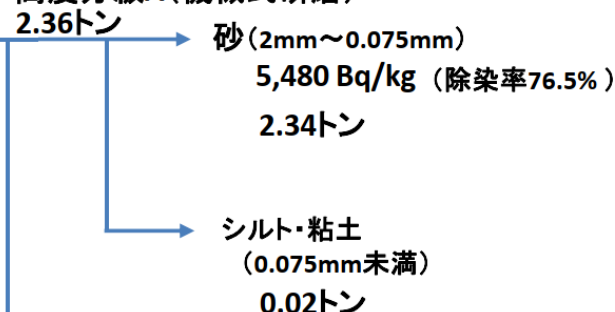 2.36トン
砂（2mm～0.075mm）
5,480 Bq/kg （除染率76.5% ）
2.34トン
シルト・粘土
（0.075mm未満）
0.02トン